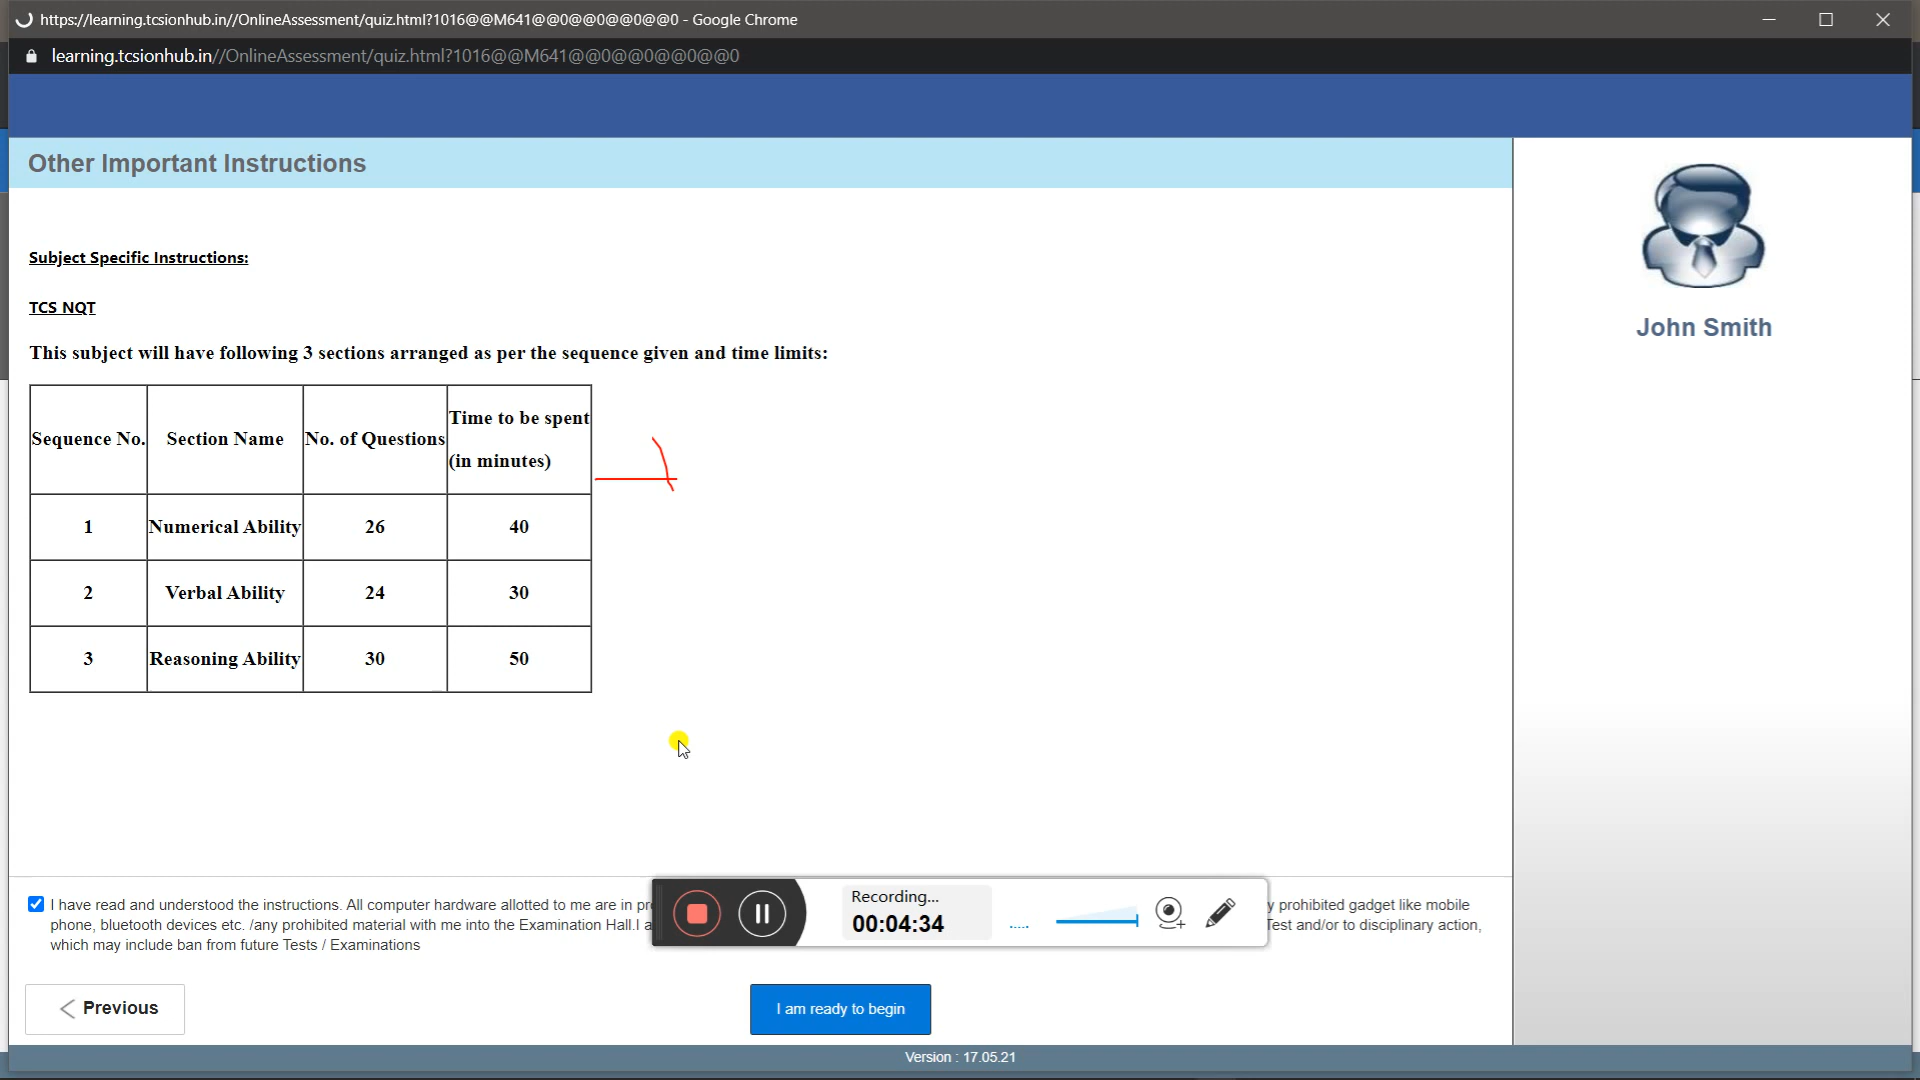 https://learning.tcsionhub.in//OnlineAssessment/quiz.html?1016@@M641@@0@@0@@0@@0 - Google Chrome
learning.tcsionhub.in//OnlineAssessment/quiz.html?1016@@M641@@0@@0@@0@@0
Other Important Instructions
John Smith
Subject Specific Instructions:
TCS NQT
This subject will have following 3 sections arranged as per the sequence given and time limits:
Sequence No. Section Name No. of Questions Time to be spent
(in minutes)
1 Numerical Ability 26 40
2 Verbal Ability 24 30
3 Reasoning Ability 30 50
I have read and understood the instructions. All computer hardware allotted to me are in
prohibited gadget like mobile
phone, bluetooth devices etc. /any prohibited material with me into the Examination Hall.I
Test and/or to disciplinary action,
which may include ban from future Tests / Examinations
Recording...
00:04:34
Previous
I am ready to begin
Version : 17.05.21